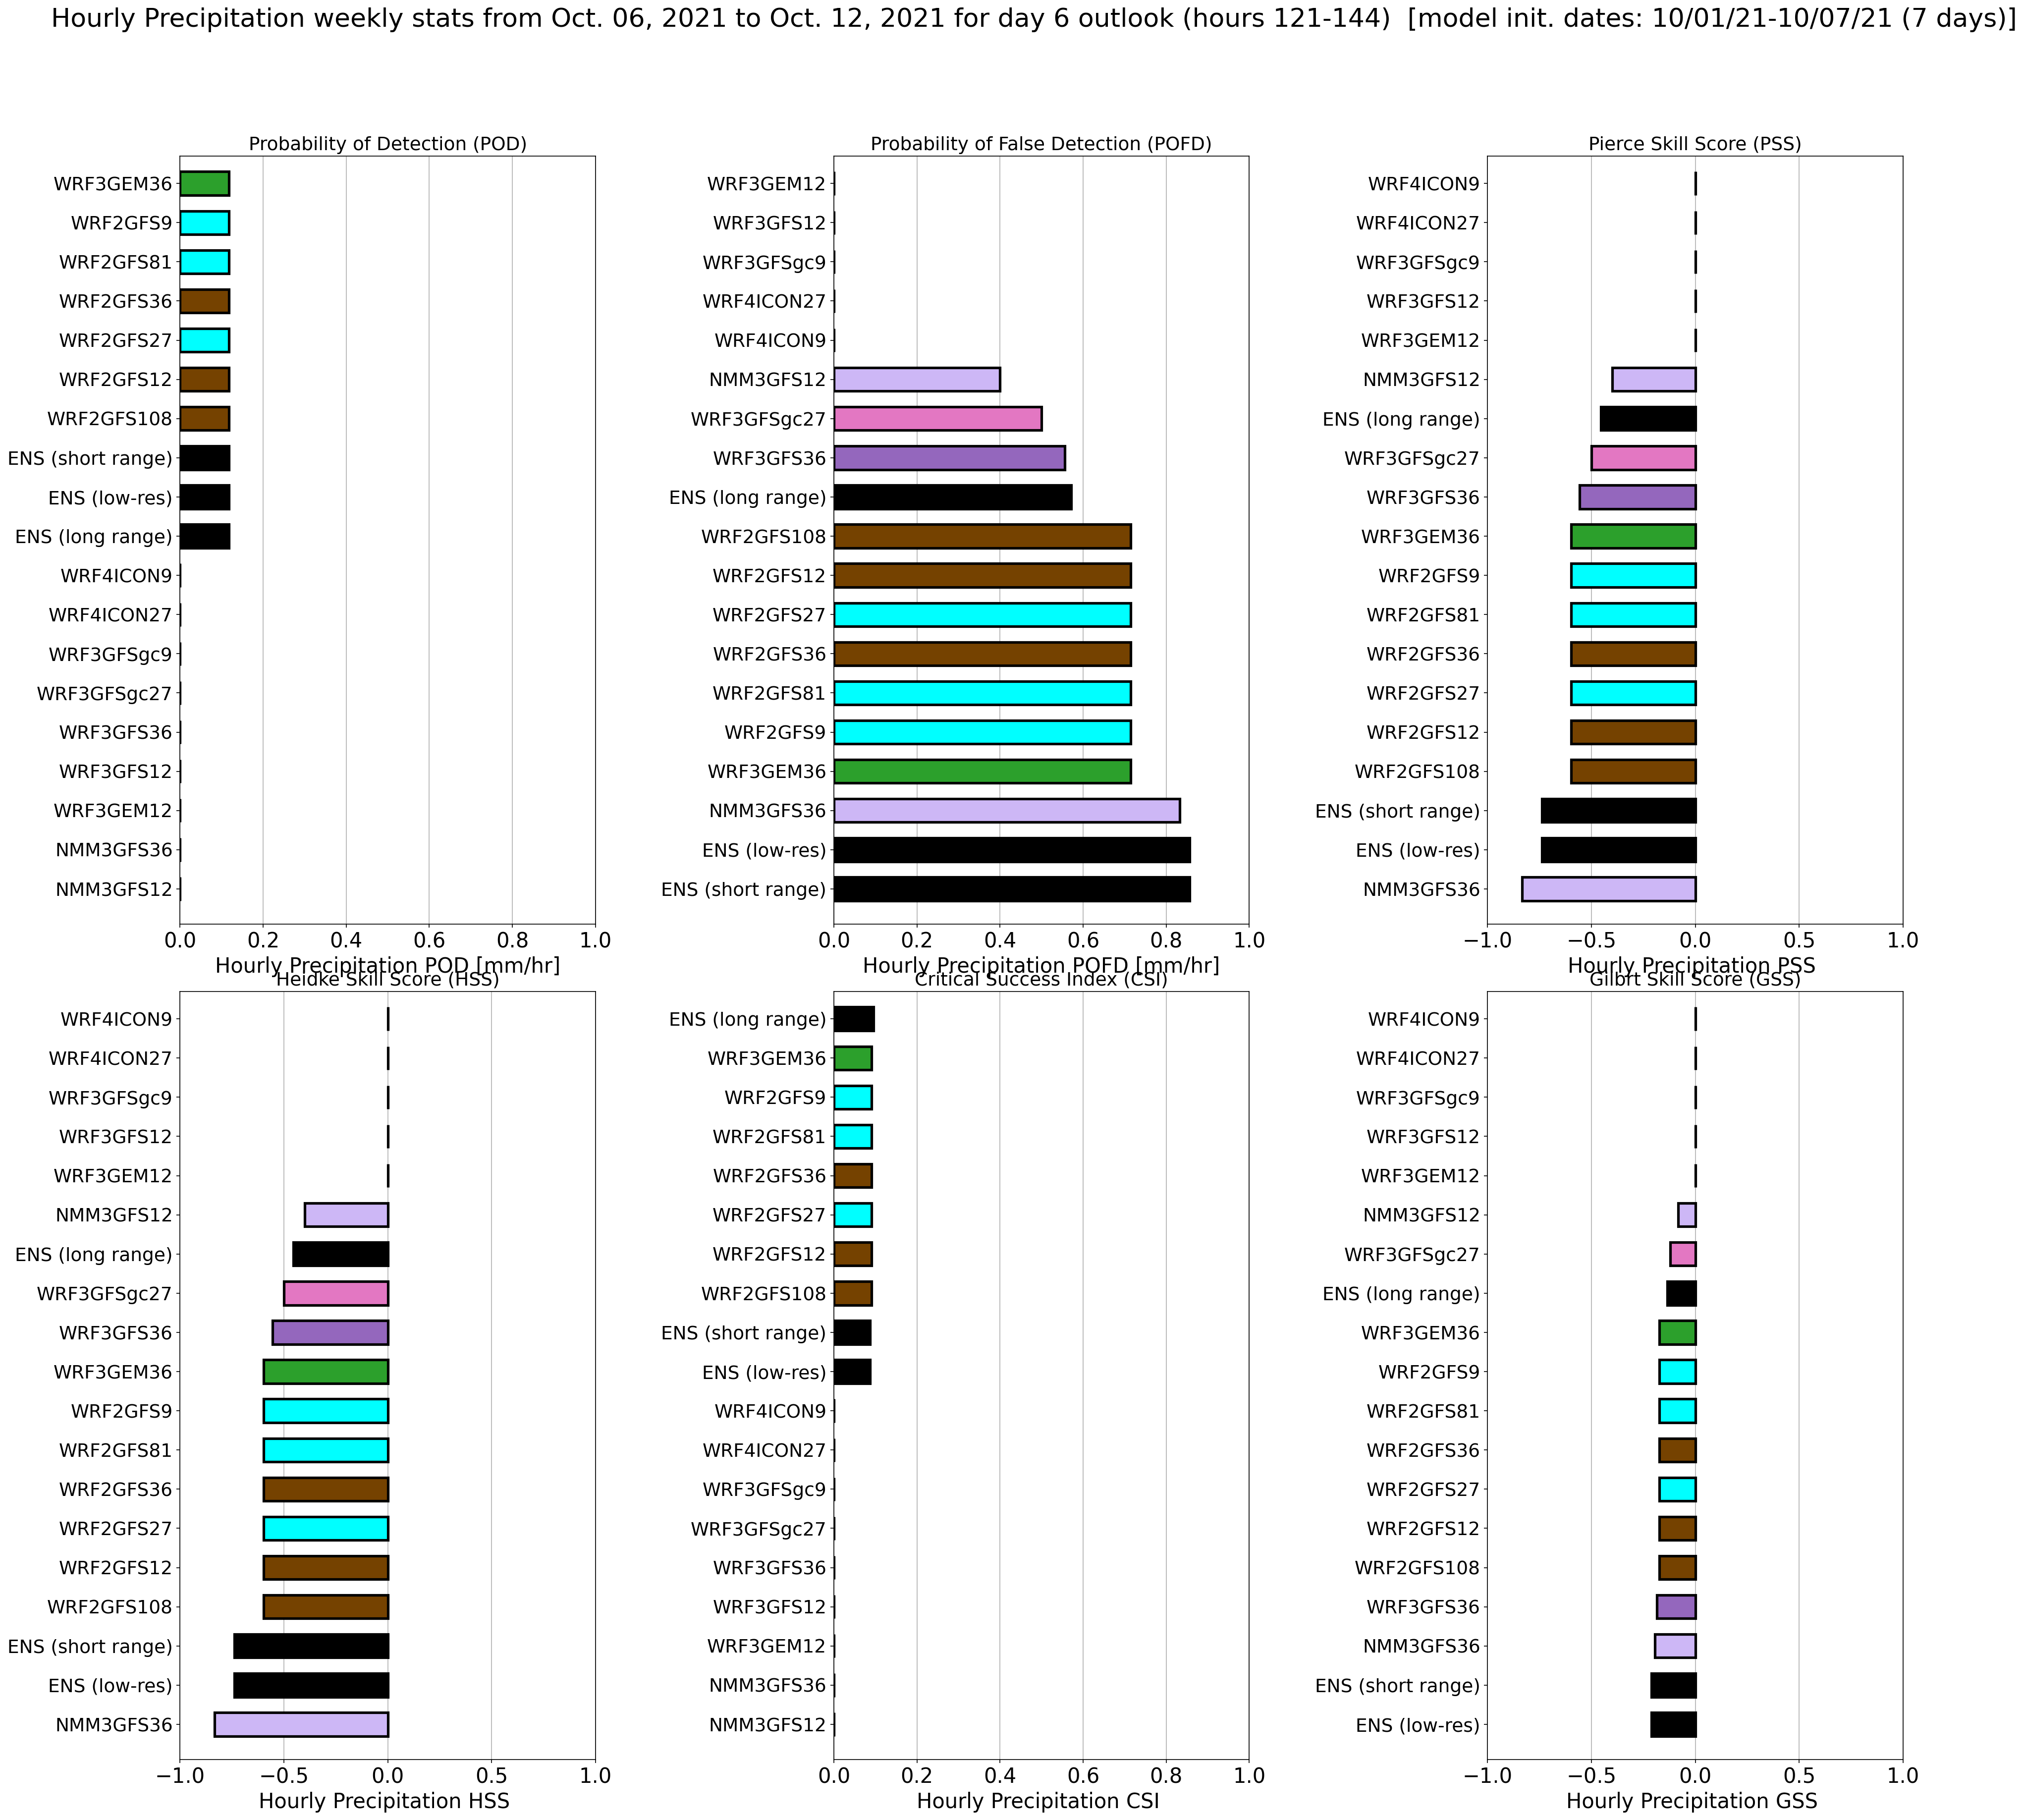 Hourly Precipitation weekly stats from Oct. 06, 2021 to Oct. 12, 2021 for day 6 outlook (hours 121-144)  [model init. dates: 10/01/21-10/07/21 (7 days)]
Probability of Detection (POD)
WRF3GEM36
WRF2GFS9
WRF2GFS81
WRF2GFS36
WRF2GFS27
WRF2GFS12
WRF2GFS108
ENS (short range)
ENS (low-res)
ENS (long range)
WRF4ICON9
WRF4ICON27
WRF3GFSgc9
WRF3GFSgc27
WRF3GFS36
WRF3GFS12
WRF3GEM12
NMM3GFS36
NMM3GFS12
0.0 0.2 0.4 0.6 0.8 1.0
Hourly Precipitation POD [mm/hr]
Probability of False Detection (POFD)
WRF3GEM12
WRF3GFS12
WRF3GFSgc9
WRF4ICON27
WRF4ICON9
NMM3GFS12
WRF3GFSgc27
WRF3GFS36
ENS (long range)
WRF2GFS108
WRF2GFS12
WRF2GFS27
WRF2GFS36
WRF2GFS81
WRF2GFS9
WRF3GEM36
NMM3GFS36
ENS (low-res)
ENS (short range)
0.0 0.2 0.4 0.6 0.8 1.0
Hourly Precipitation POFD [mm/hr]
Pierce Skill Score (PSS)
WRF4ICON9
WRF4ICON27
WRF3GFSgc9
WRF3GFS12
WRF3GEM12
NMM3GFS12
ENS (long range)
WRF3GFSgc27
WRF3GFS36
WRF3GEM36
WRF2GFS9
WRF2GFS81
WRF2GFS36
WRF2GFS27
WRF2GFS12
WRF2GFS108
ENS (short range)
ENS (low-res)
NMM3GFS36
−1.0 −0.5 0.0 0.5 1.0
Hourly Precipitation PSS
Heidke Skill Score (HSS)
WRF4ICON9
WRF4ICON27
WRF3GFSgc9
WRF3GFS12
WRF3GEM12
NMM3GFS12
ENS (long range)
WRF3GFSgc27
WRF3GFS36
WRF3GEM36
WRF2GFS9
WRF2GFS81
WRF2GFS36
WRF2GFS27
WRF2GFS12
WRF2GFS108
ENS (short range)
ENS (low-res)
NMM3GFS36
−1.0 −0.5 0.0 0.5 1.0
Hourly Precipitation HSS
Critical Success Index (CSI)
ENS (long range)
WRF3GEM36
WRF2GFS9
WRF2GFS81
WRF2GFS36
WRF2GFS27
WRF2GFS12
WRF2GFS108
ENS (short range)
ENS (low-res)
WRF4ICON9
WRF4ICON27
WRF3GFSgc9
WRF3GFSgc27
WRF3GFS36
WRF3GFS12
WRF3GEM12
NMM3GFS36
NMM3GFS12
0.0 0.2 0.4 0.6 0.8 1.0
Hourly Precipitation CSI
Gilbrt Skill Score (GSS)
WRF4ICON9
WRF4ICON27
WRF3GFSgc9
WRF3GFS12
WRF3GEM12
NMM3GFS12
WRF3GFSgc27
ENS (long range)
WRF3GEM36
WRF2GFS9
WRF2GFS81
WRF2GFS36
WRF2GFS27
WRF2GFS12
WRF2GFS108
WRF3GFS36
NMM3GFS36
ENS (short range)
ENS (low-res)
−1.0 −0.5 0.0 0.5 1.0
Hourly Precipitation GSS